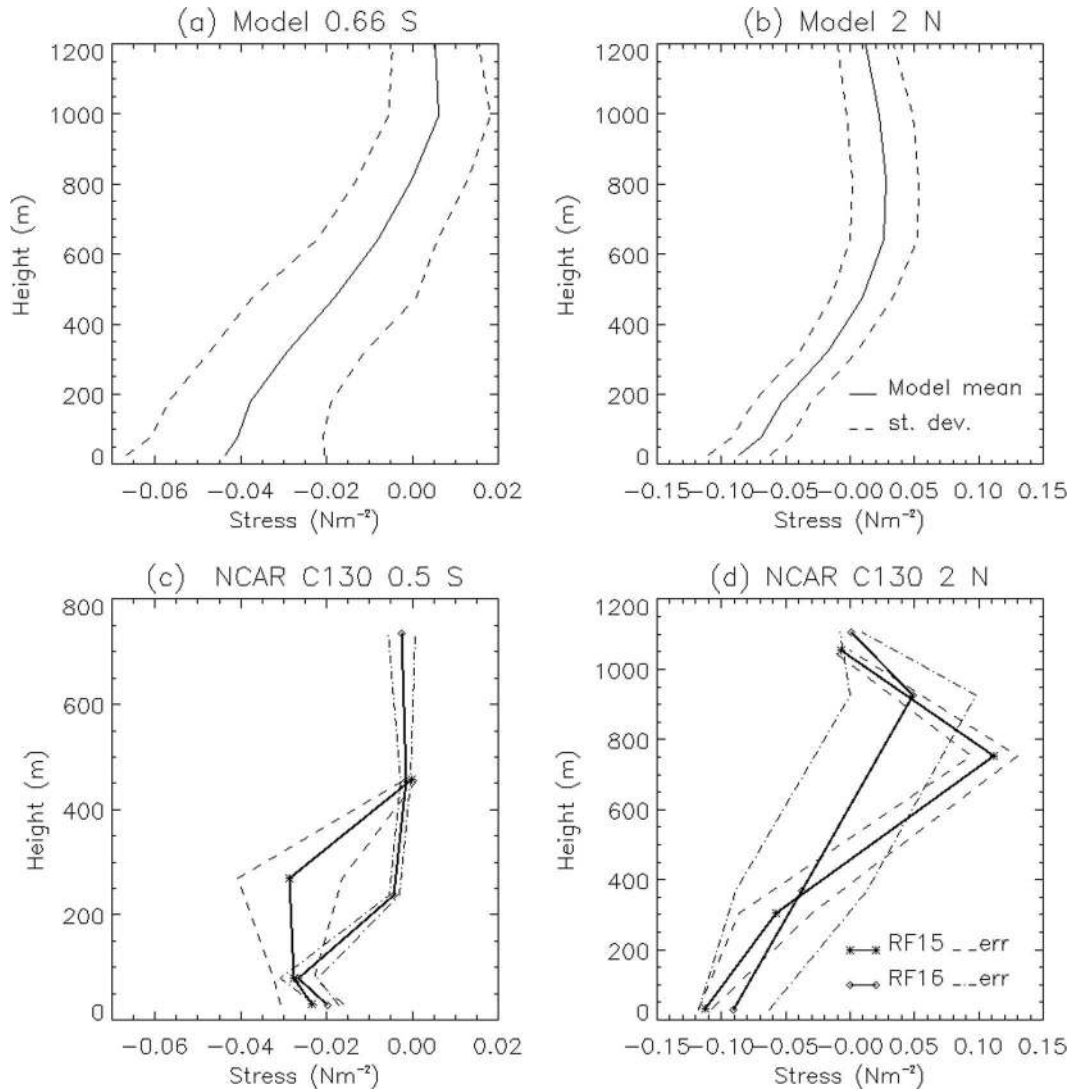 (a) Model 0.66 S
1200
1000
800
600
400
200
0
Height (m)
-0.06 -0.04 -0.02 0.00 0.02
Stress (Nm⁻²)
(b) Model 2 N
1200
1000
800
600
400
200
0
Height (m)
Model mean
st. dev.
-0.15 -0.10 -0.05 -0.00 0.05 0.10 0.15
Stress (Nm⁻²)
(c) NCAR C130 0.5 S
800
600
400
200
0
Height (m)
-0.06 -0.04 -0.02 0.00 0.02
Stress (Nm⁻²)
(d) NCAR C130 2 N
1200
1000
800
600
400
200
0
Height (m)
RF15 err
RF16 err
-0.15 -0.10 -0.05 -0.00 0.05 0.10 0.15
Stress (Nm⁻²)